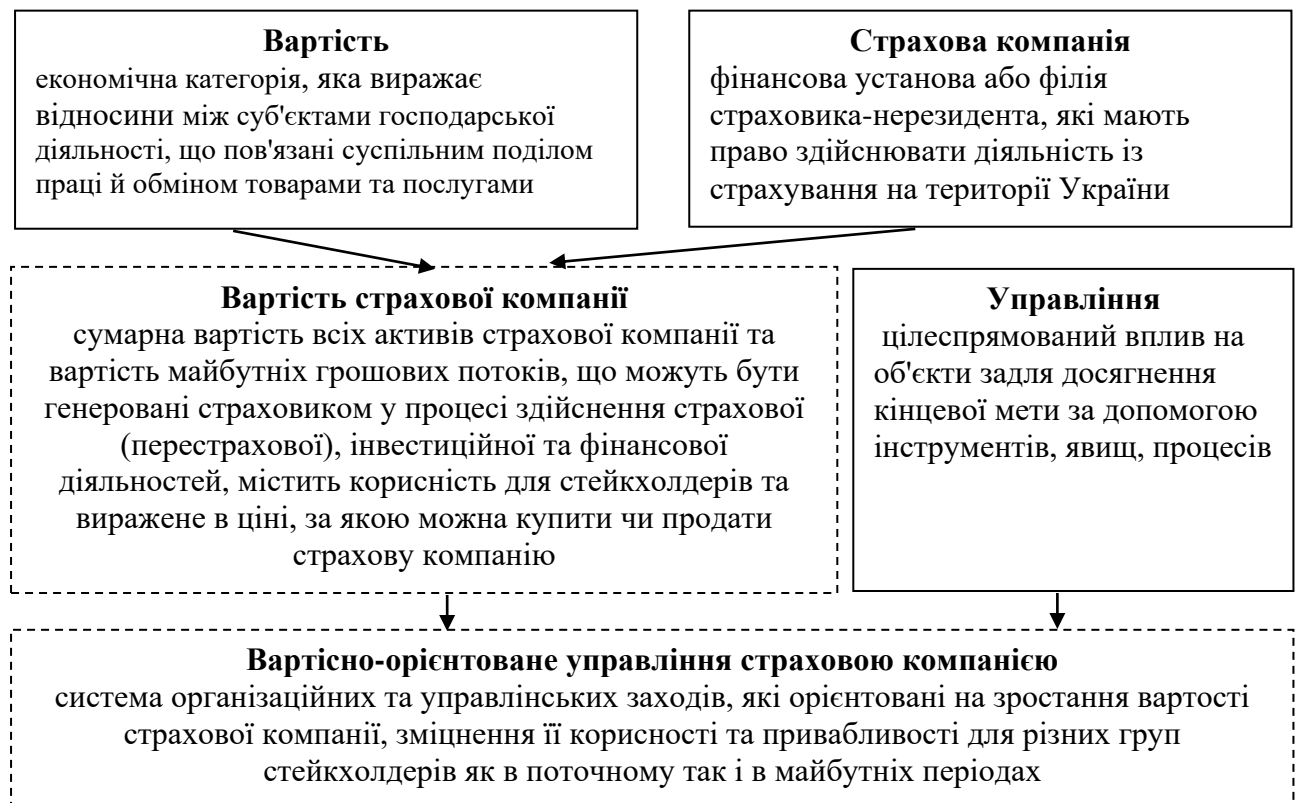 Вартість
економічна категорія, яка виражає
відносини між суб'єктами господарської
діяльності, що пов'язані суспільним поділом
праці й обміном товарами та послугами
Страхова компанія
фінансова установа або філія
страховика-нерезидента, які мають
право здійснювати діяльність із
страхування на території України
Вартість страхової компанії
сумарна вартість всіх активів страхової компанії та
вартість майбутніх грошових потоків, що можуть бути
генеровані страховиком у процесі здійснення страхової
(перестрахової), інвестиційної та фінансової
діяльностей, містить корисність для стейкхолдерів та
виражене в ціні, за якою можна купити чи продати
страхову компанію
Управління
цілеспрямований вплив на
об'єкти задля досягнення
кінцевої мети за допомогою
інструментів, явищ, процесів
Вартісно-орієнтоване управління страховою компанією
система організаційних та управлінських заходів, які орієнтовані на зростання вартості
страхової компанії, зміцнення її корисності та привабливості для різних груп
стейкхолдерів як в поточному так і в майбутніх періодах